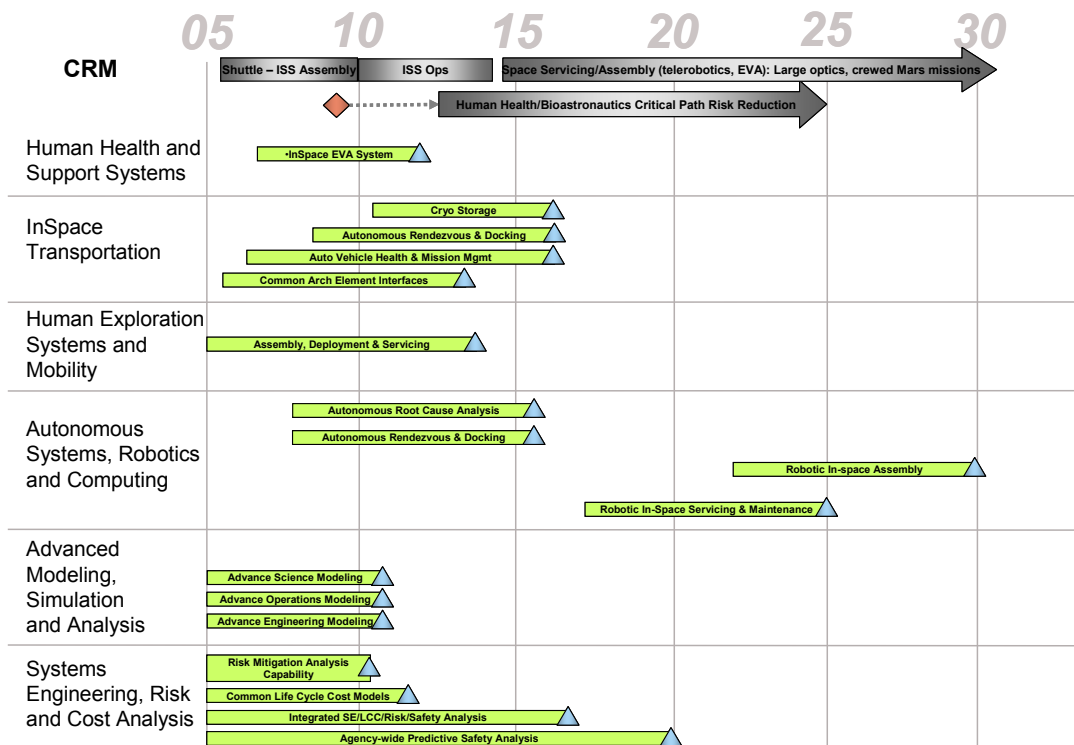 05 10 15 20 25 30
CRM
Shuttle – ISS Assembly
ISS Ops
Space Servicing/Assembly (telerobotics, EVA): Large optics, crewed Mars missions
Human Health/Bioastronautics Critical Path Risk Reduction
Human Health and
Support Systems
•InSpace EVA System
InSpace
Transportation
Cryo Storage
Autonomous Rendezvous & Docking
Auto Vehicle Health & Mission Mgmt
Common Arch Element Interfaces
Human Exploration
Systems and
Mobility
Assembly, Deployment & Servicing
Autonomous
Systems, Robotics
and Computing
Autonomous Root Cause Analysis
Autonomous Rendezvous & Docking
Robotic In-space Assembly
Robotic In-Space Servicing & Maintenance
Advanced
Modeling,
Simulation
and Analysis
Advance Science Modeling
Advance Operations Modeling
Advance Engineering Modeling
Systems
Engineering, Risk
and Cost Analysis
Risk Mitigation Analysis
Capability
Common Life Cycle Cost Models
Integrated SE/LCC/Risk/Safety Analysis
Agency-wide Predictive Safety Analysis